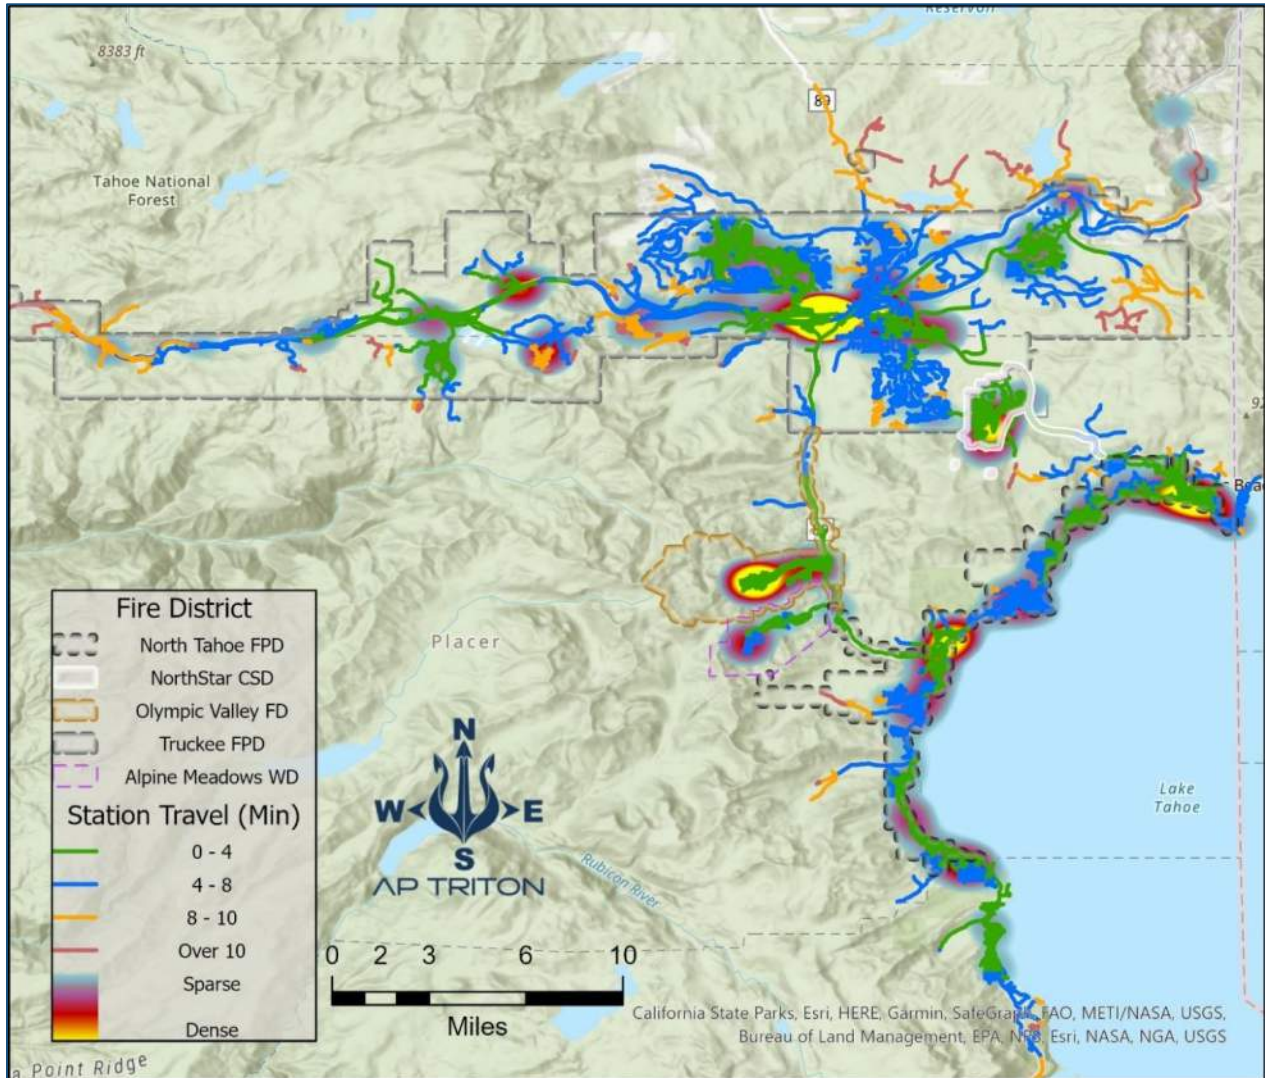 Reservoir
8383 ft
89
Tahoe National
Forest
92
Fire District
North Tahoe FPD
NorthStar CSD
Olympic Valley FD
Truckee FPD
Alpine Meadows WD
Station Travel (Min)
0 - 4
4 - 8
8 - 10
Over 10
Sparse
Dense
Placer
N
W
E
S
AP TRITON
Lake
Tahoe
Rubicon River
0 2 3 6 10
Miles
California State Parks, Esri, HERE, Garmin, SafeGraph, FAO, METI/NASA, USGS,
Bureau of Land Management, EPA, NPS, Esri, NASA, NGA, USGS
a Point Ridge